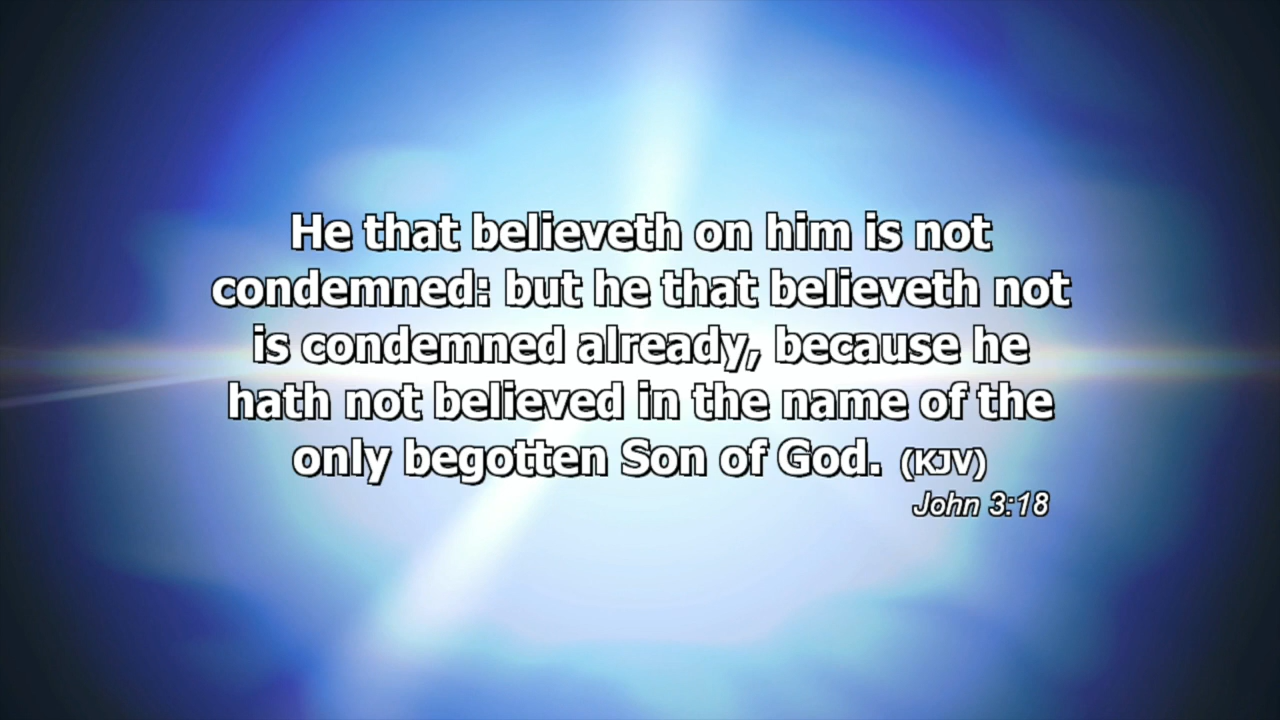 He that believeth on him is not
condemned: but he that believeth not
is condemned already, because he
hath not believed in the name of the
only begotten Son of God. (KJV)
John 3:18